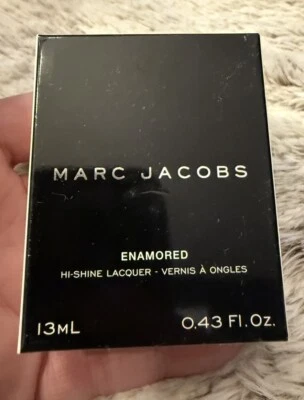 MARC JACOBS
ENAMORED
HI-SHINE LACQUER - VERNIS À ONGLES
13ML 0.43 Fl. Oz.